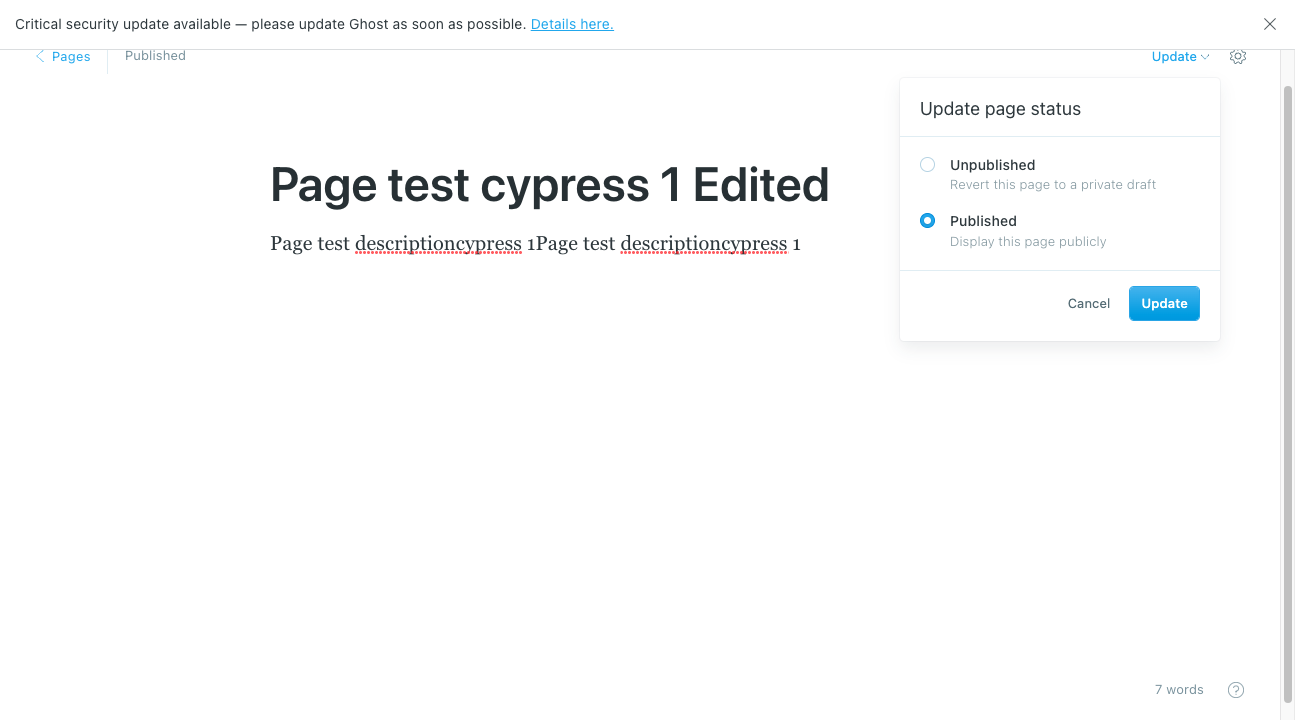 Critical security update available — please update Ghost as soon as possible. Details here.
Pages
Published
Update
Update page status
Unpublished
Revert this page to a private draft
Published
Display this page publicly
Cancel
Update
Page test cypress 1 Edited
Page test descriptioncypress 1Page test descriptioncypress 1
7 words
?